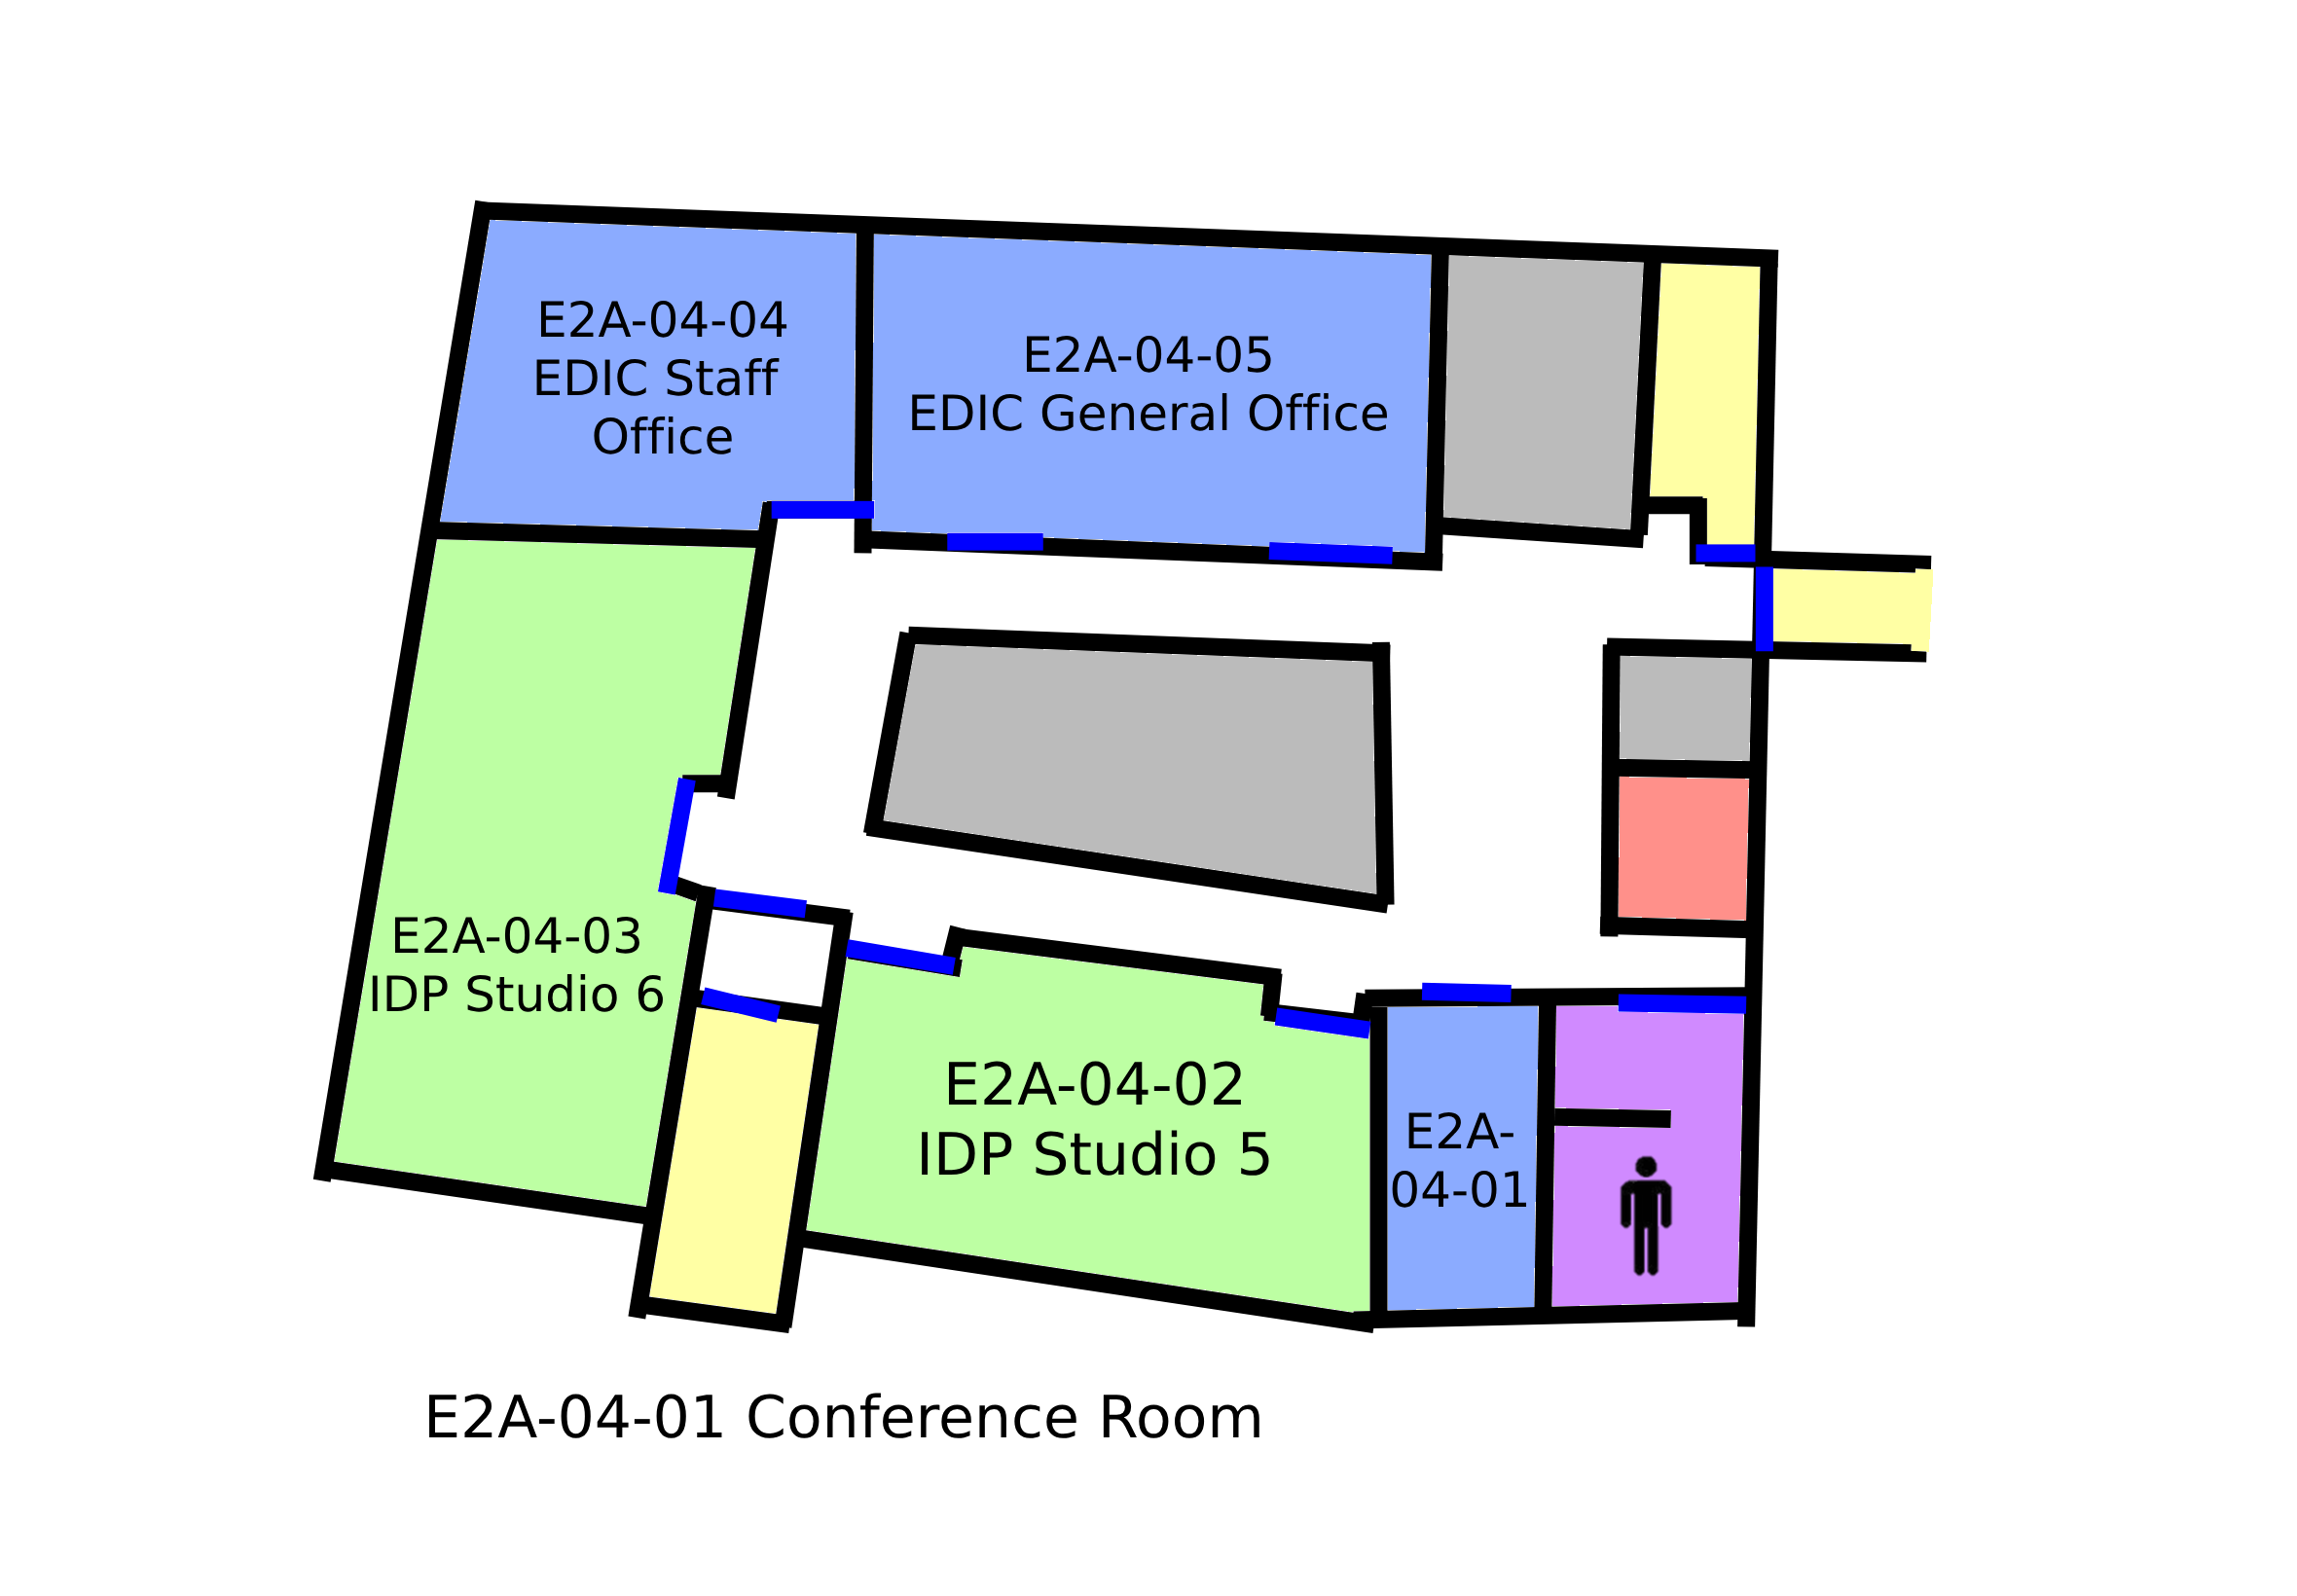 E2A-04-04
EDIC Staff
Office
E2A-04-05
EDIC General Office
E2A-04-03
IDP Studio 6
E2A-04-02
IDP Studio 5
E2A-
04-01
E2A-04-01 Conference Room